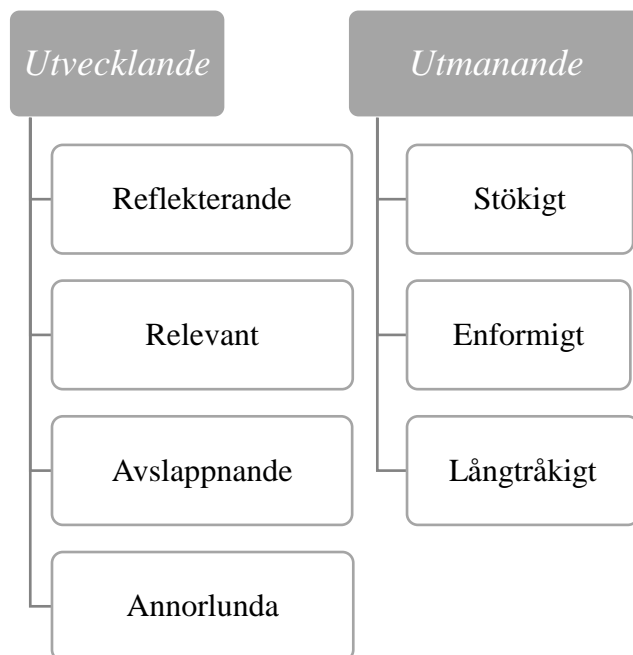 Utvecklande
Reflekterande
Relevant
Avslappnande
Annorlunda
Utmanande
Stökigt
Enformigt
Långtråkigt